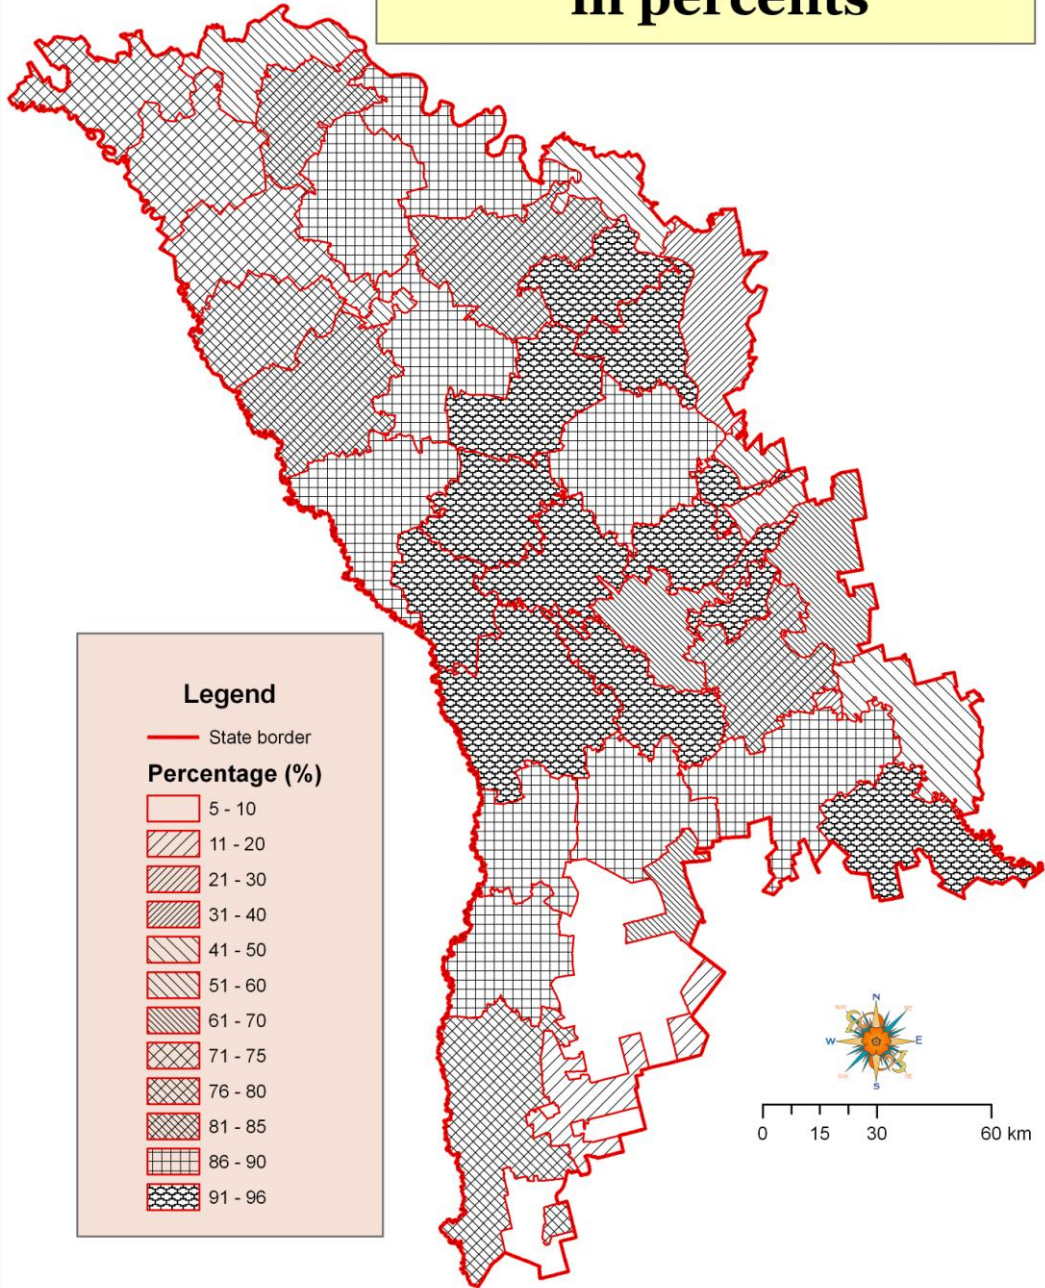 in percents
Legend
State border
Percentage (%)
5 - 10
11 - 20
21 - 30
31 - 40
41 - 50
51 - 60
61 - 70
71 - 75
76 - 80
81 - 85
86 - 90
91 - 96
N
W
E
S
0 15 30 60 km